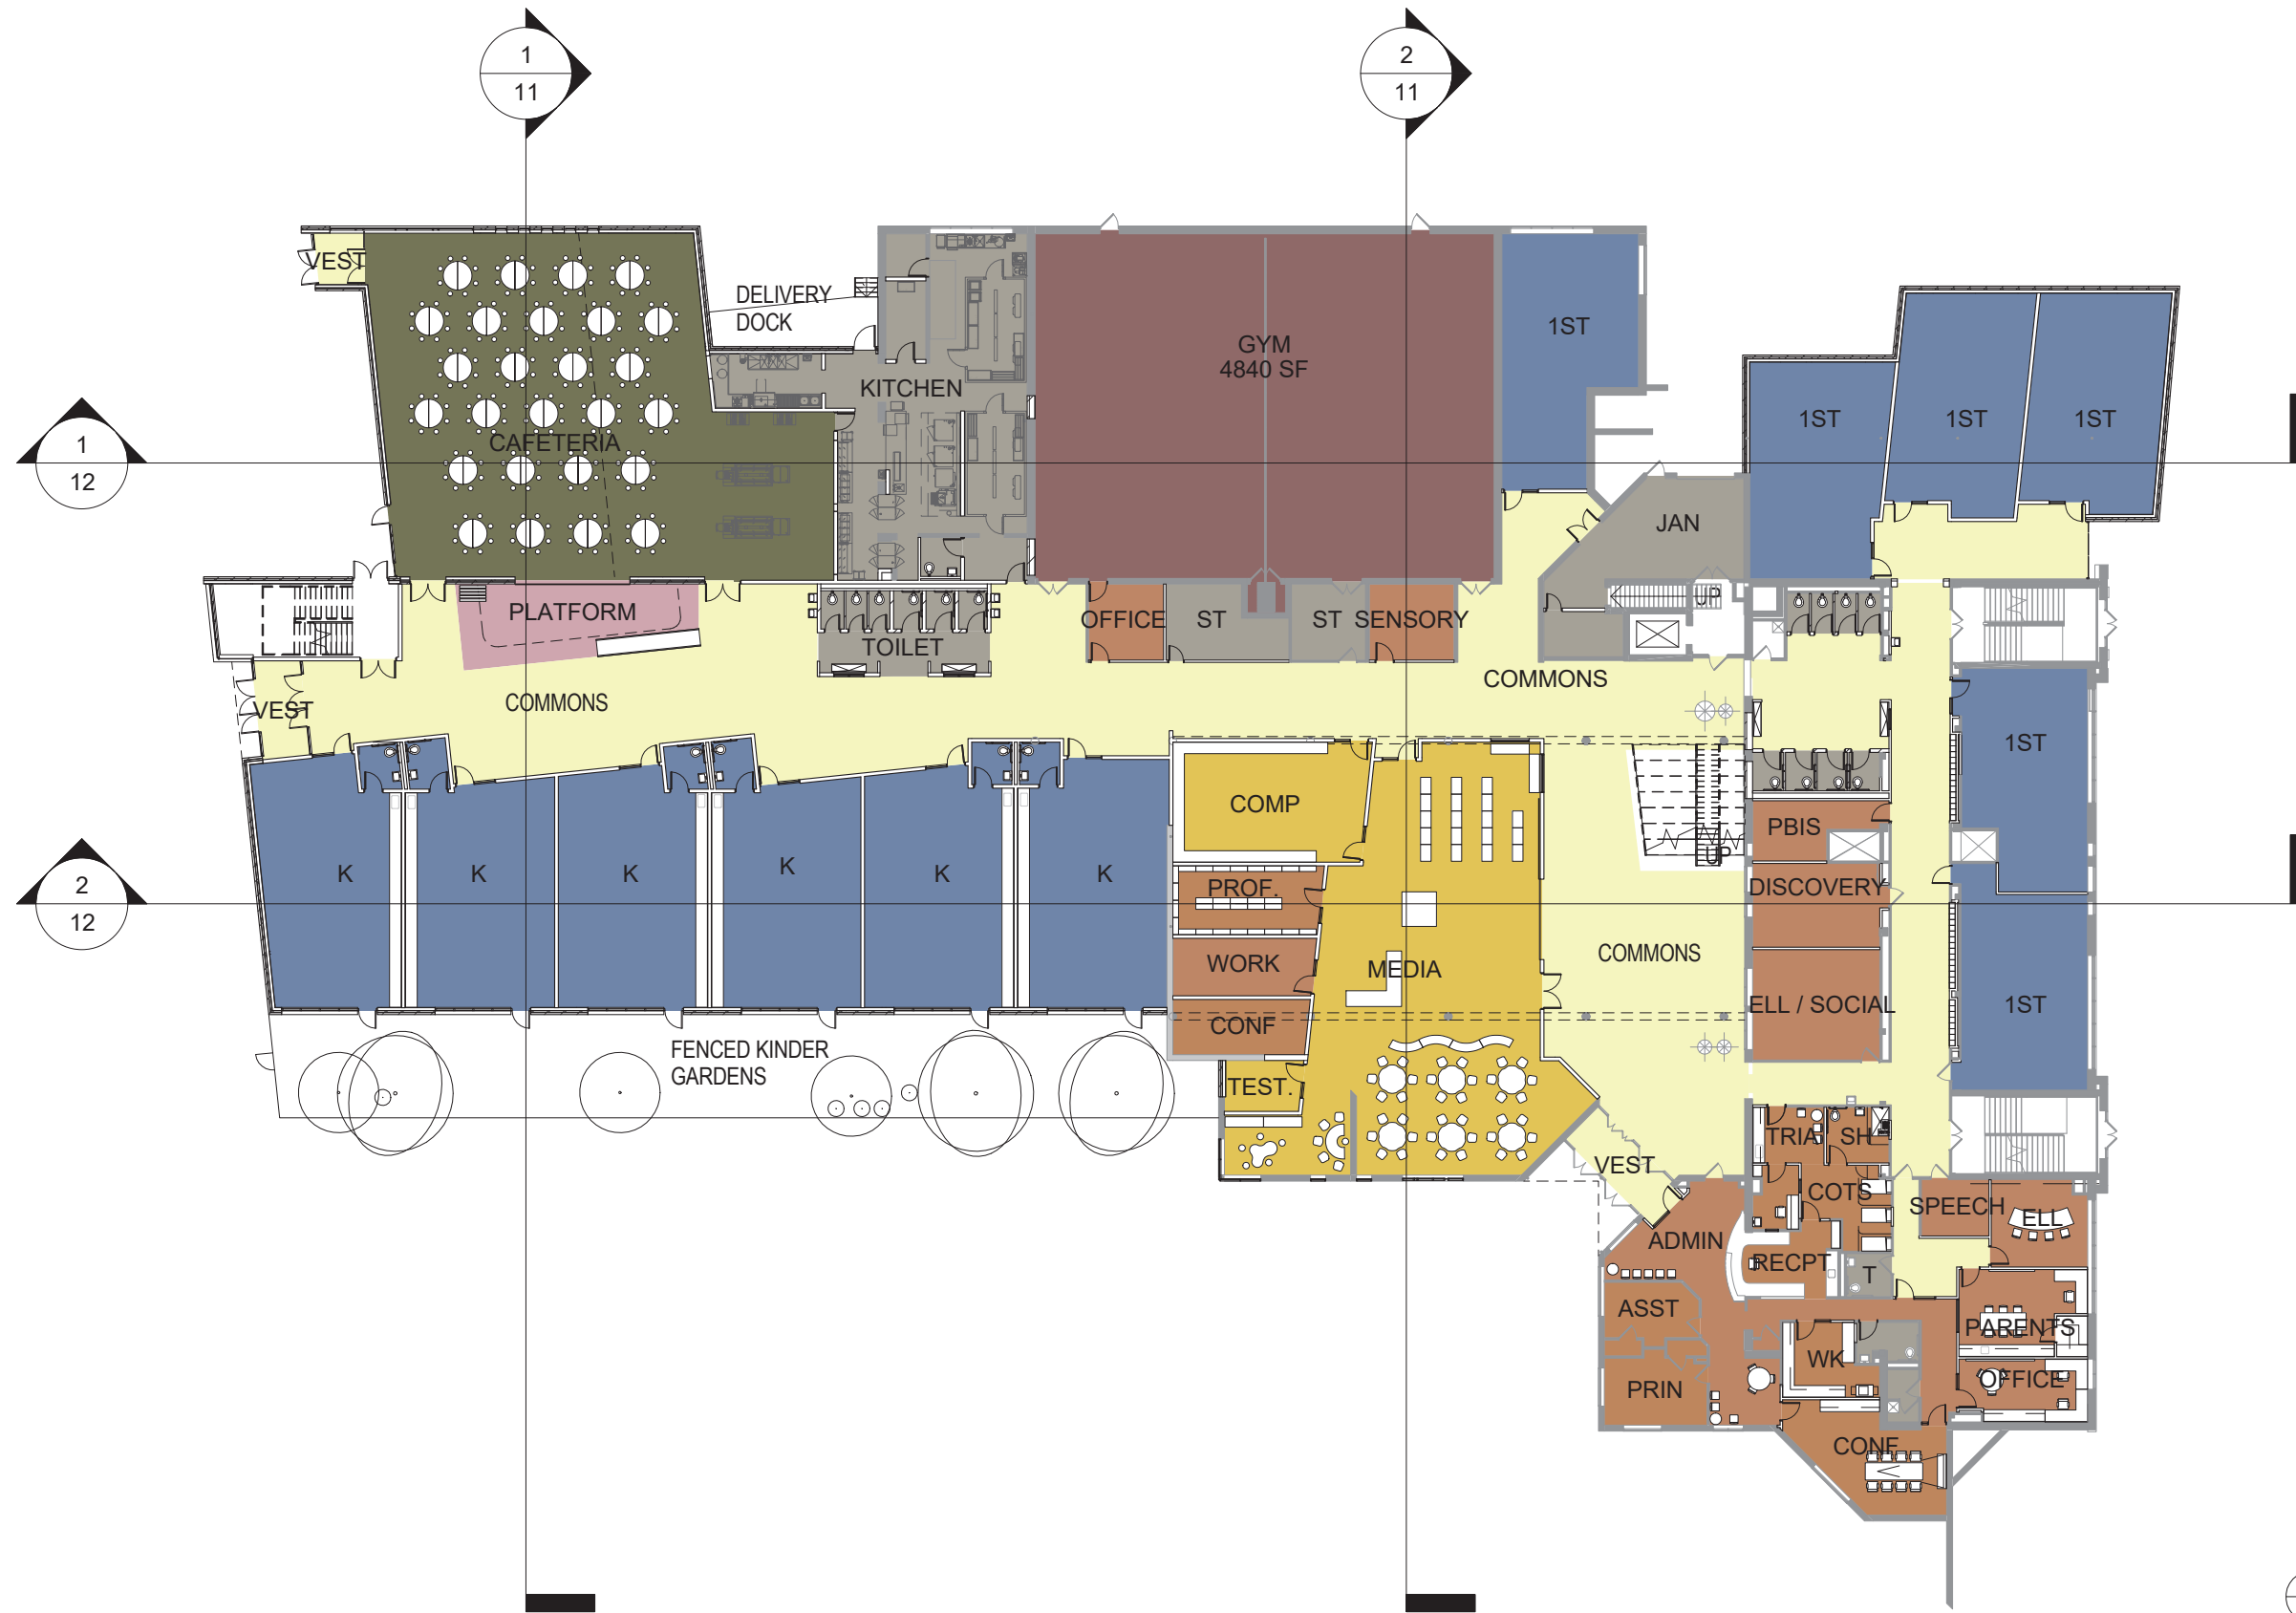 1
11
2
11
VEST
DELIVERY
DOCK
KITCHEN
GYM
4840 SF
1ST
1ST
1ST
1ST
CAFETERIA
1
12
JAN
UP
PLATFORM
OFFICE
ST
ST
SENSORY
TOILET
COMMONS
VEST
COMMONS
1ST
COMP
PBIS
UP
K
K
K
K
K
K
2
12
PROF.
DISCOVERY
WORK
MEDIA
COMMONS
ELL / SOCIAL
1ST
CONF
FENCED KINDER
GARDENS
TEST.
TRIA
SH
VEST
COTS
SPEECH
ELL
ADMIN
RECPT
T
ASST
PARENTS
WK
PRIN
OFFICE
CONF